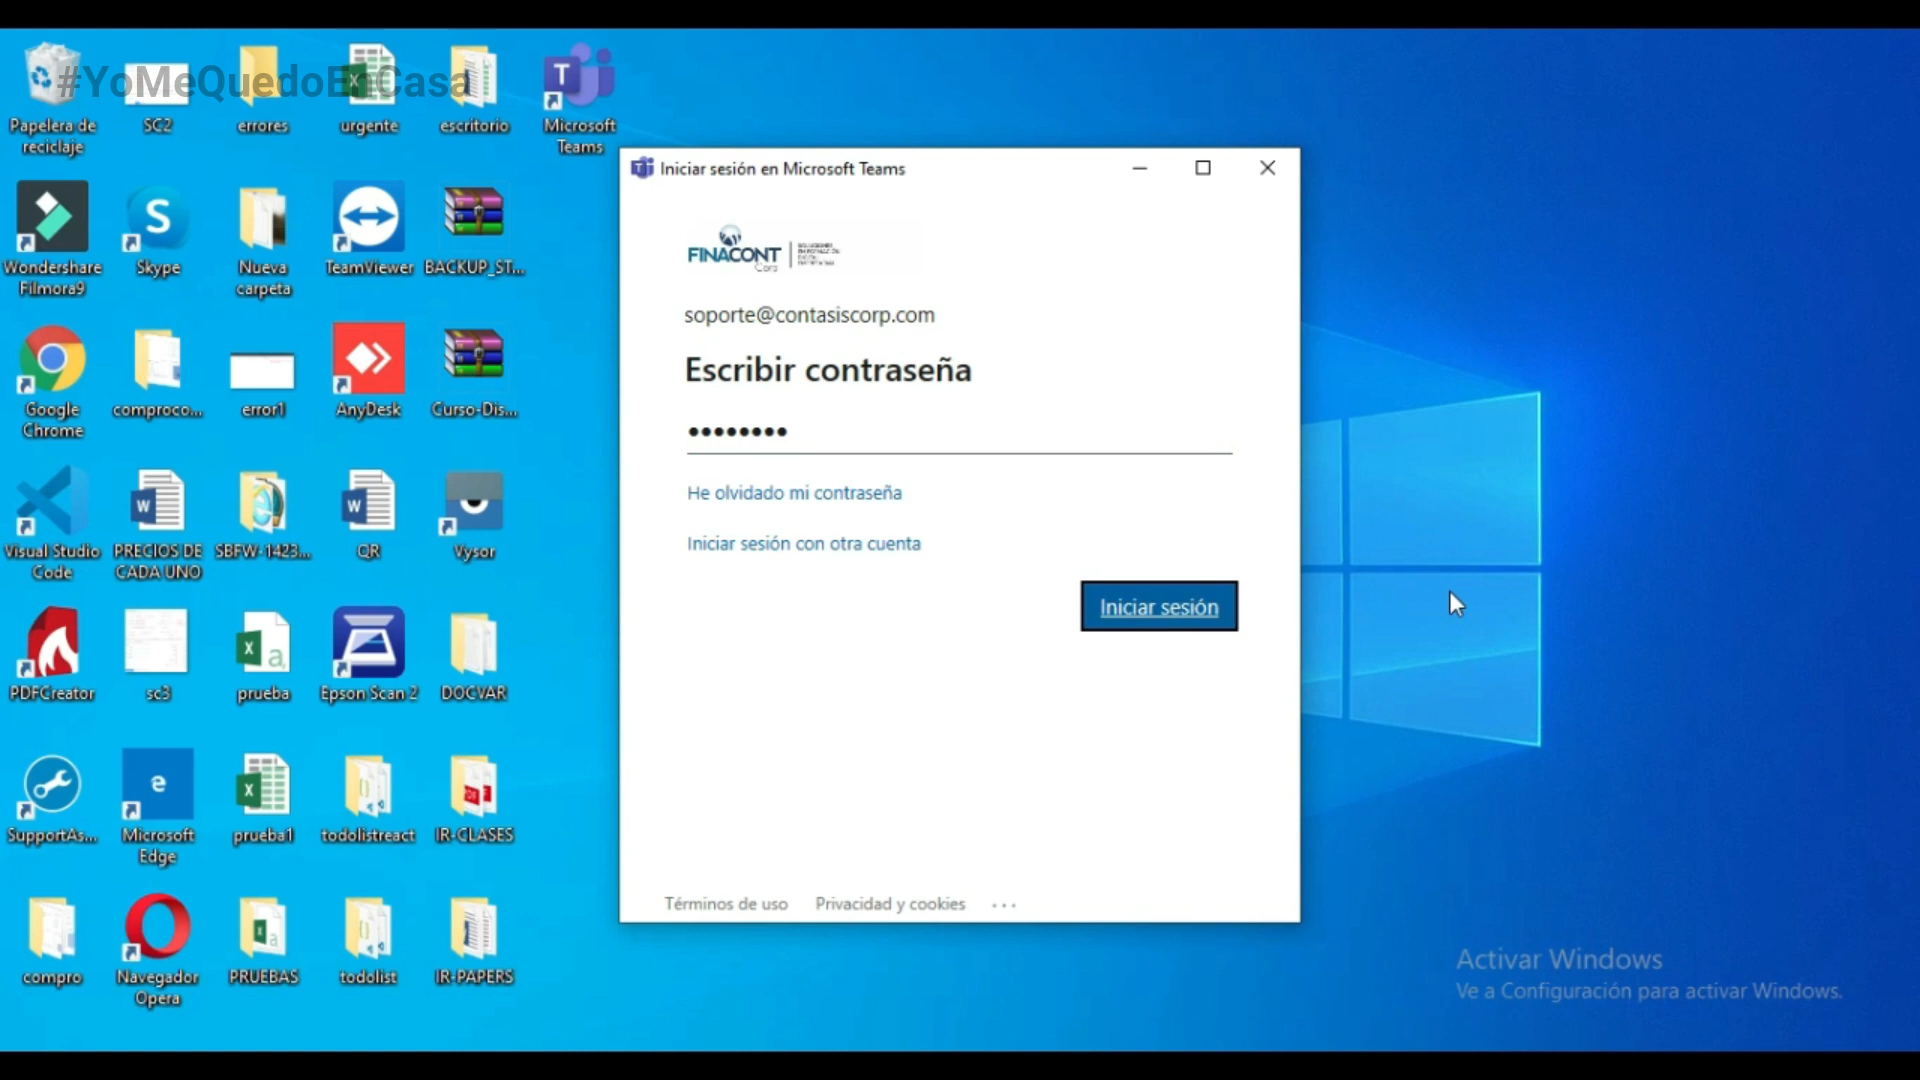 #YoMeQuedoEnCasa
Papelera de
reciclaje
SC2
errores
urgente
escritorio
Microsoft
Teams
Wondershare
Filmora9
Skype
Nueva
carpeta
TeamViewer
BACKUP_ST...
Google
Chrome
comproco...
error1
AnyDesk
Curso-Dis...
Visual Studio
Code
PRECIOS DE
CADA UNO
SBFW-1423...
QR
Vysor
PDFCreator
sc3
prueba
Epson Scan 2
DOCVAR
SupportAs...
Microsoft
Edge
prueba1
todolistreact
IR-CLASES
compro
Navegador
Opera
PRUEBAS
todolist
IR-PAPERS
Iniciar sesión en Microsoft Teams
FINACONT
Corp
soporte@contasiscorp.com
Escribir contraseña
••••••••
He olvidado mi contraseña
Iniciar sesión con otra cuenta
Iniciar sesión
Términos de uso
Privacidad y cookies
...
Activar Windows
Ve a Configuración para activar Windows.